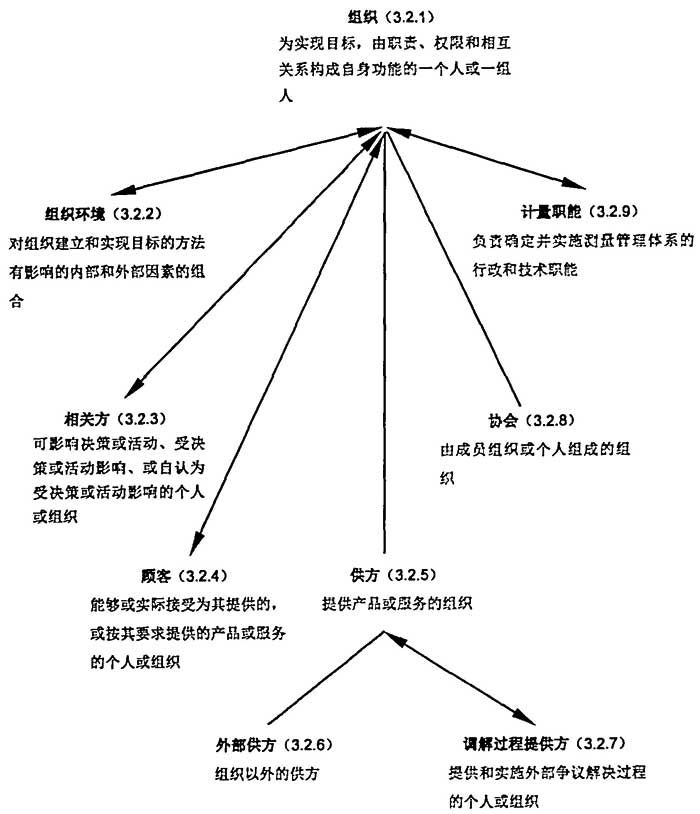 组织（3.2.1）
为实现目标，由职责、权限和相互
关系构成自身功能的一个人或一组
人
组织环境（3.2.2）
对组织建立和实现目标的方法
有影响的内部和外部因素的组
合
计量职能（3.2.9）
负责确定并实施测量管理体系的
行政和技术职能
相关方（3.2.3）
可影响决策或活动、受决
策或活动影响、或自认为
受决策或活动影响的个人
或组织
协会（3.2.8）
由成员组织或个人组成的组
织
顾客（3.2.4）
能够或实际接受为其提供的，
或按其要求提供的产品或服务
的个人或组织
供方（3.2.5）
提供产品或服务的组织
外部供方（3.2.6）
组织以外的供方
调解过程提供方（3.2.7）
提供和实施外部争议解决过程
的个人或组织